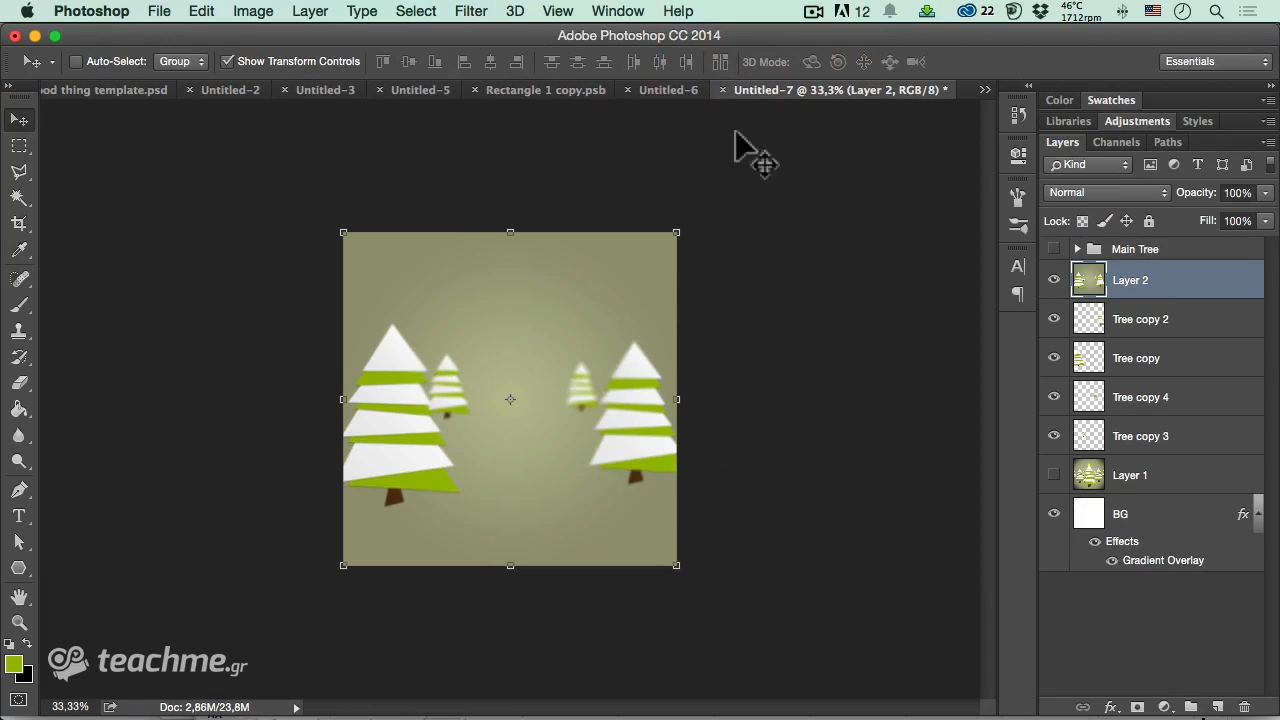 Photoshop File Edit Image Layer Type Select Filter 3D View Window Help 12 22 46°C 1712rpm
Adobe Photoshop CC 2014
Auto-Select: Group Show Transform Controls 3D Mode: Essentials
ood thing template.psd × Untitled-2 × Untitled-3 × Untitled-5 × Rectangle 1 copy.psb × Untitled-6 × Untitled-7 @ 33,3% (Layer 2, RGB/8) *
Color Swatches
Libraries Adjustments Styles
Layers Channels Paths
Kind
Normal Opacity: 100%
Lock: Fill: 100%
Main Tree
Layer 2
Tree copy 2
Tree copy
Tree copy 4
Tree copy 3
Layer 1
BG fx
Effects
Gradient Overlay
teachme.gr
33,33% Doc: 2,86M/23,8M